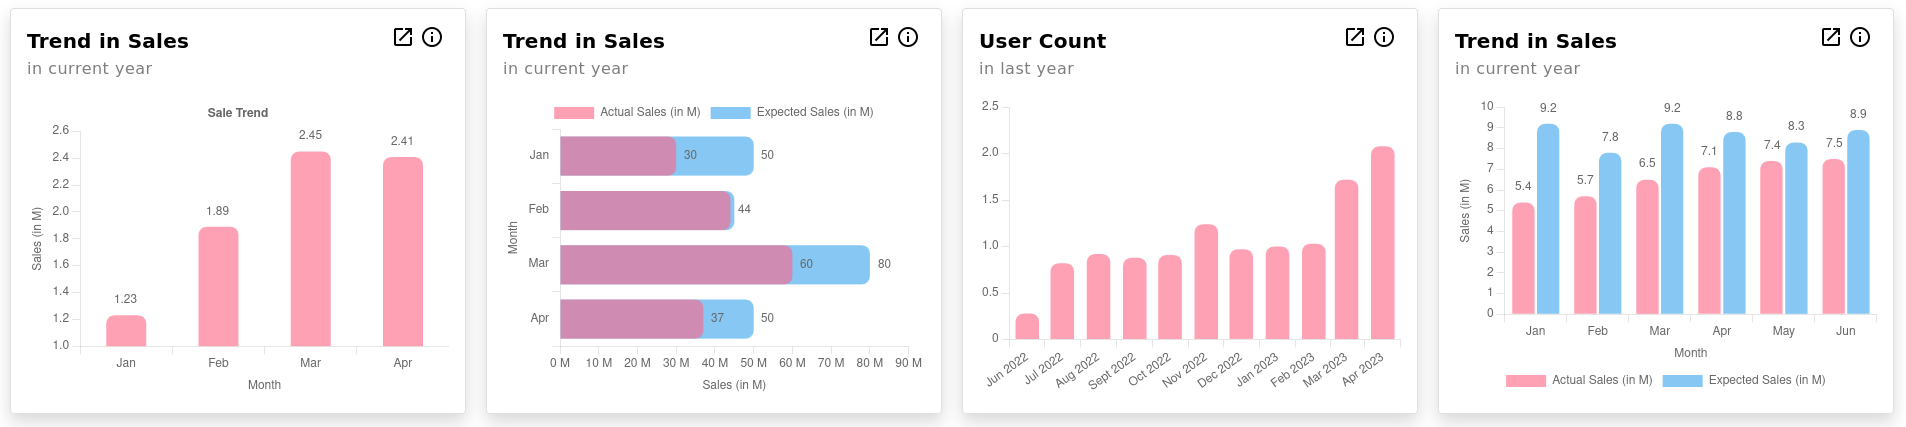 Trend in Sales
in current year
Sale Trend
2.6
2.4
2.2
2.0
1.8
1.6
1.4
1.2
1.0
Sales (in M)
1.23
1.89
2.45
2.41
Jan Feb Mar Apr
Month
Trend in Sales
in current year
Actual Sales (in M) Expected Sales (in M)
Month
Jan 30 50
Feb 44
Mar 60 80
Apr 37 50
0 M 10 M 20 M 30 M 40 M 50 M 60 M 70 M 80 M 90 M
Sales (in M)
User Count
in last year
2.5
2.0
1.5
1.0
0.5
0
Jun 2022 Jul 2022 Aug 2022 Sept 2022 Oct 2022 Nov 2022 Dec 2022 Jan 2023 Feb 2023 Mar 2023 Apr 2023
Trend in Sales
in current year
10
9
8
7
6
5
4
3
2
1
0
Sales (in M)
5.4 9.2 5.7 7.8 6.5 9.2 7.1 8.8 7.4 8.3 7.5 8.9
Jan Feb Mar Apr May Jun
Month
Actual Sales (in M) Expected Sales (in M)